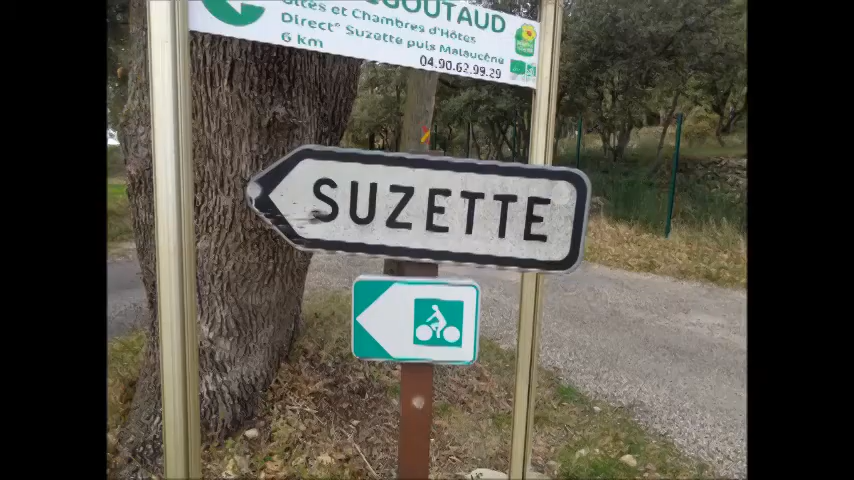 GOUTAUD
Gîtes et Chambres d'Hôtes
Direct° Suzette puis Malaucène
6 km
04.90.62.99.29
SUZETTE